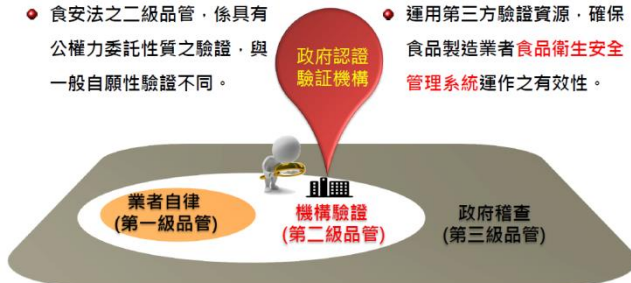 食安法之二級品管，係具有
公權力委託性質之驗證，與
一般自願性驗證不同。
運用第三方驗證資源，確保
食品製造業者食品衛生安全
管理系統運作之有效性。
政府認證
驗証機構
業者自律
(第一級品管)
機構驗證
(第二級品管)
政府稽查
(第三級品管)